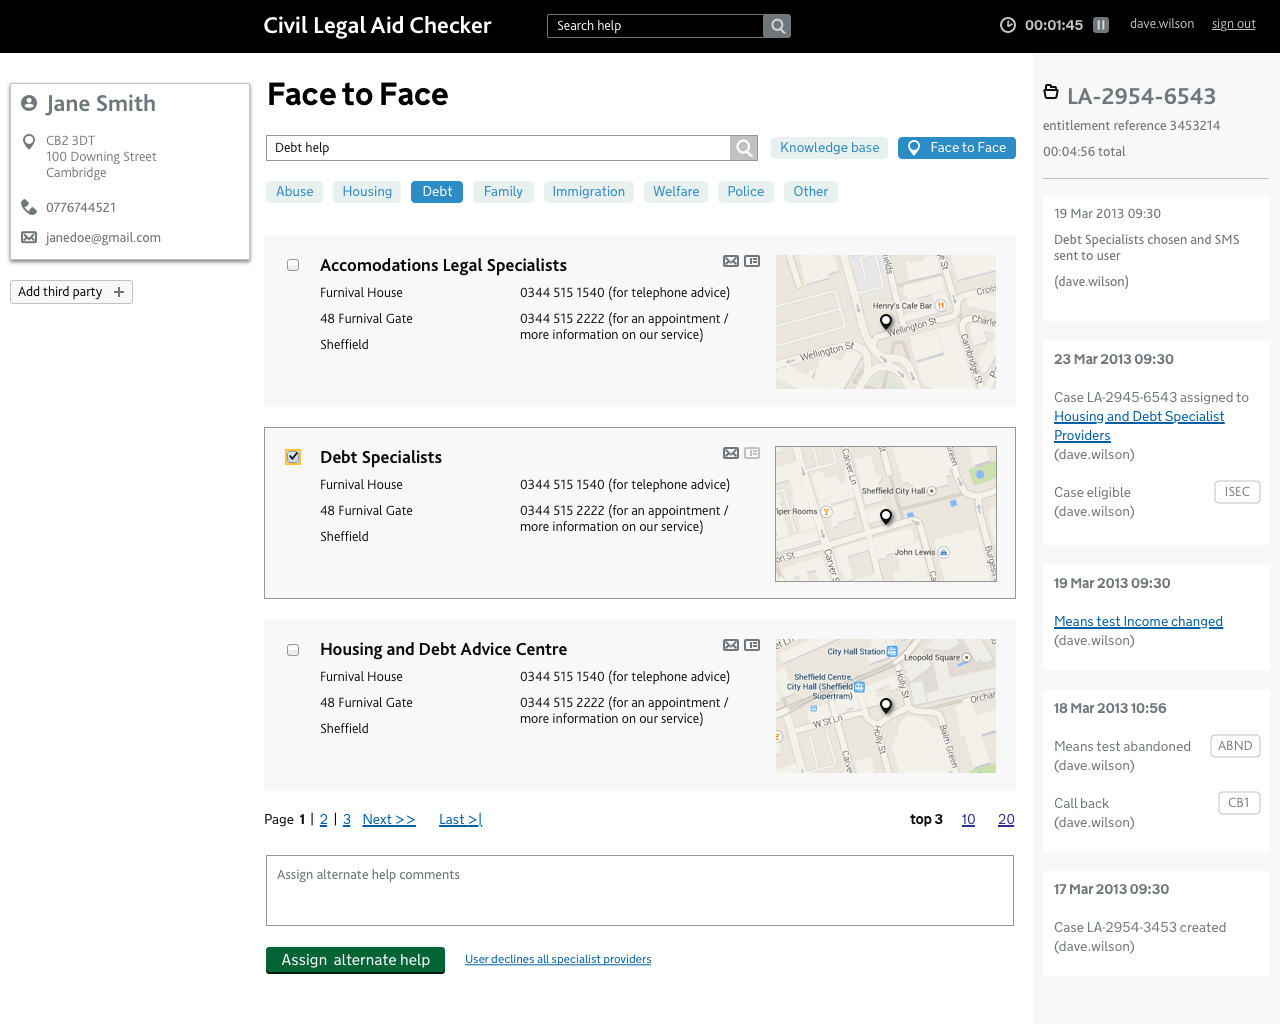 Civil Legal Aid Checker
Search help
00:01:45
dave.wilson
sign out
Jane Smith
CB2 3DT
100 Downing Street
Cambridge
0776744521
janedoe@gmail.com
Add third party
Face to Face
Debt help
Knowledge base
Face to Face
Abuse
Housing
Debt
Family
Immigration
Welfare
Police
Other
Accomodations Legal Specialists
Furnival House
48 Furnival Gate
Sheffield
0344 515 1540 (for telephone advice)
0344 515 2222 (for an appointment /
more information on our service)
Henry's Cafe Bar
Wellington St
Wellington St
Cambridge St
Debt Specialists
Furnival House
48 Furnival Gate
Sheffield
0344 515 1540 (for telephone advice)
0344 515 2222 (for an appointment /
more information on our service)
Carver Ln
Sheffield City Hall
John Lewis
Housing and Debt Advice Centre
Furnival House
48 Furnival Gate
Sheffield
0344 515 1540 (for telephone advice)
0344 515 2222 (for an appointment /
more information on our service)
City Hall Station
Leopold Square
Sheffield Centre,
City Hall (Sheffield
Supertram)
Holly St
W St Ln
Holly St
Balm Green
Page 1 | 2 | 3 Next >> Last >|
top 3 10 20
Assign alternate help comments
Assign alternate help
User declines all specialist providers
LA-2954-6543
entitlement reference 3453214
00:04:56 total
19 Mar 2013 09:30
Debt Specialists chosen and SMS
sent to user
(dave.wilson)
23 Mar 2013 09:30
Case LA-2945-6543 assigned to
Housing and Debt Specialist
Providers
(dave.wilson)
Case eligible
ISEC
(dave.wilson)
19 Mar 2013 09:30
Means test Income changed
(dave.wilson)
18 Mar 2013 10:56
Means test abandoned
ABND
(dave.wilson)
Call back
CB1
(dave.wilson)
17 Mar 2013 09:30
Case LA-2954-3453 created
(dave.wilson)